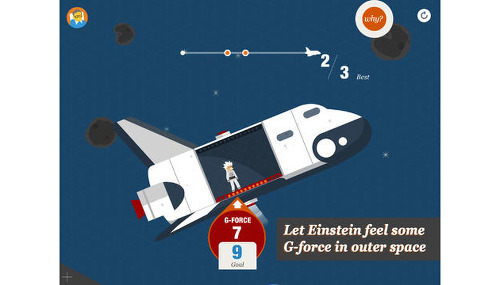 why?
2/3 Best
G-FORCE
7
9
Goal
Let Einstein feel some
G-force in outer space